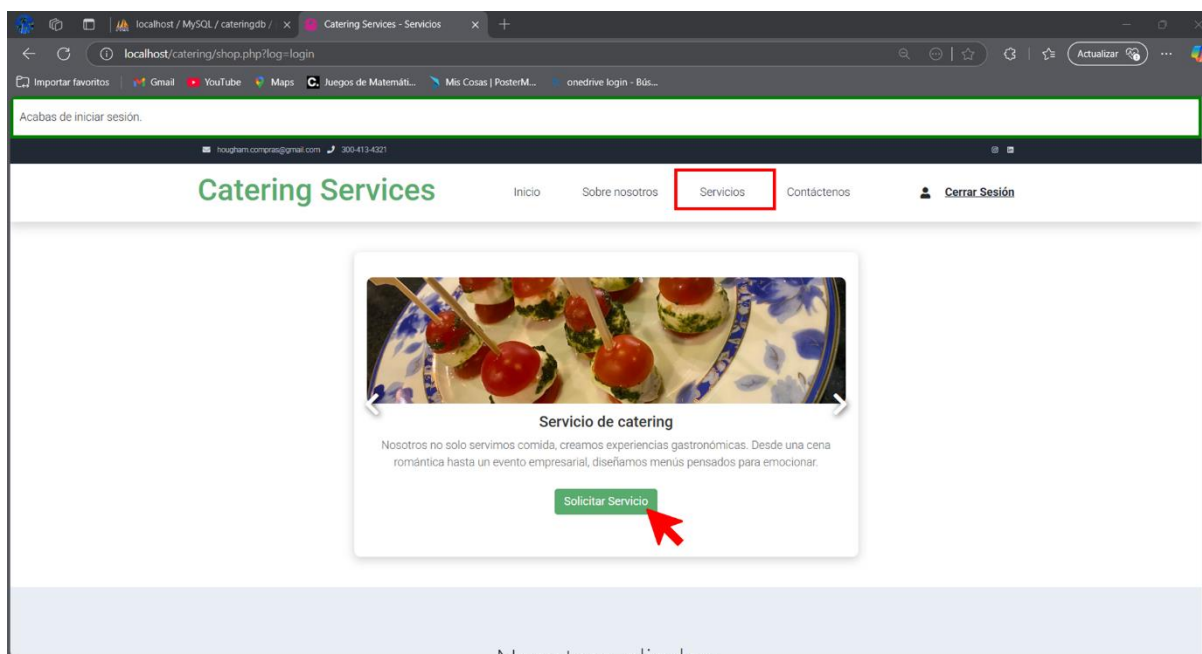 localhost / MySQL / cateringdb /
Catering Services - Servicios
localhost/catering/shop.php?log=login
Actualizar
Importar favoritos
Gmail
YouTube
Maps
Juegos de Matemáti...
Mis Cosas | PosterM...
onedrive login - Bús...
Acabas de iniciar sesión.
hougham.compras@gmail.com 300-413-4321
Catering Services
Inicio
Sobre nosotros
Servicios
Contáctenos
Cerrar Sesión
Servicio de catering
Nosotros no solo servimos comida, creamos experiencias gastronómicas. Desde una cena
romántica hasta un evento empresarial, diseñamos menús pensados para emocionar.
Solicitar Servicio